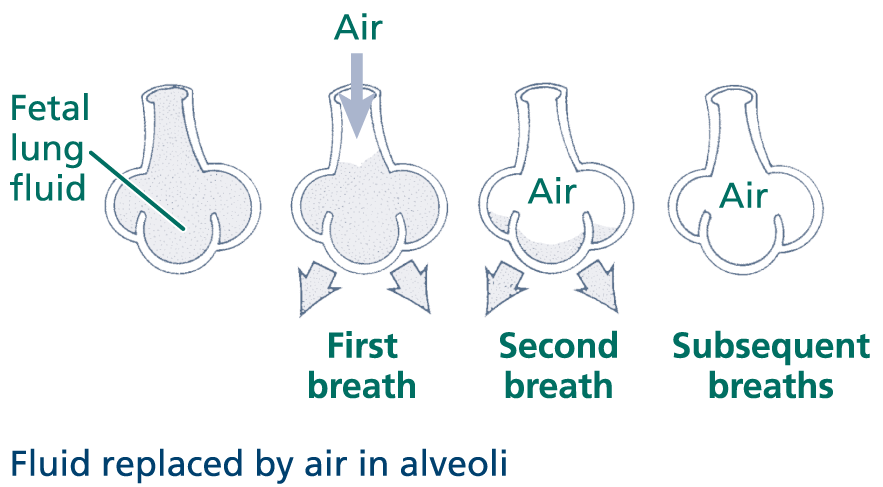 Air
Fetal
lung
fluid
Air
Air
First
breath
Second
breath
Subsequent
breaths
Fluid replaced by air in alveoli